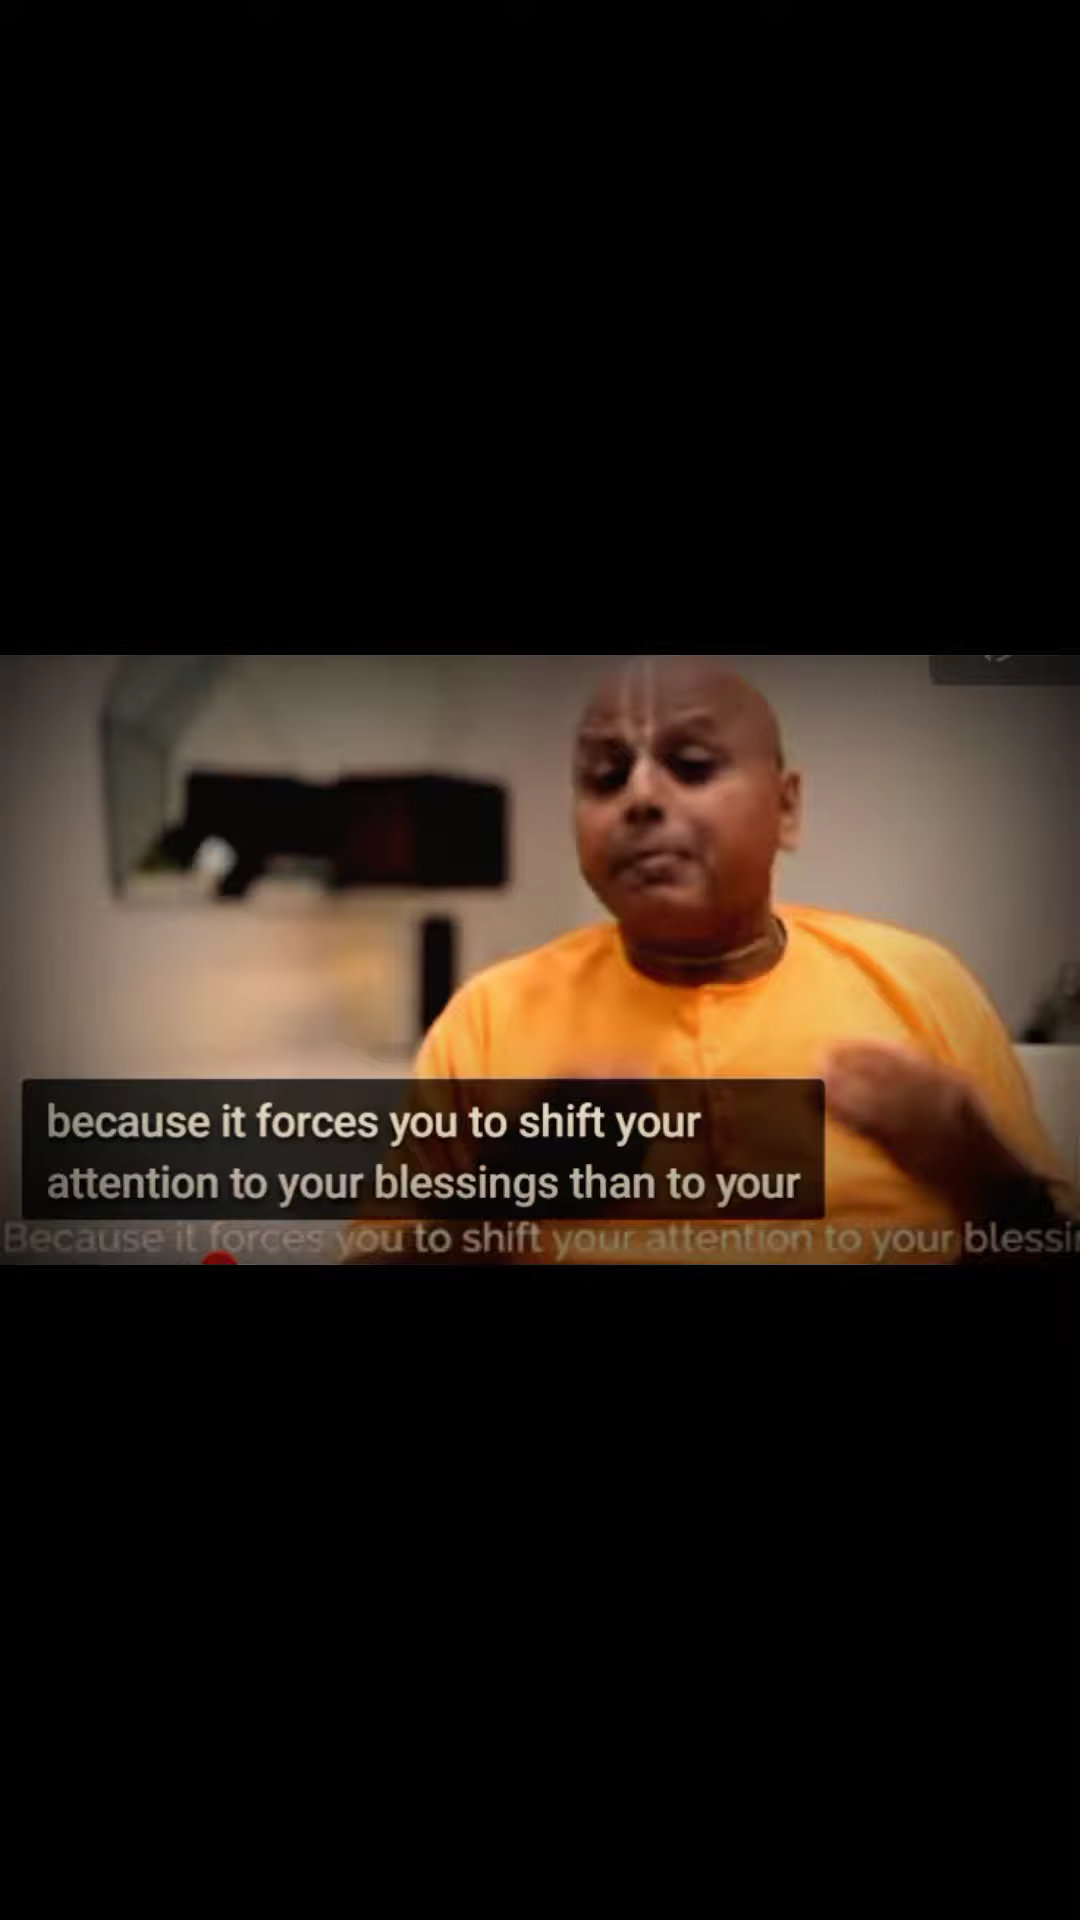 because it forces you to shift your
attention to your blessings than to your
Because it forces you to shift your attention to your